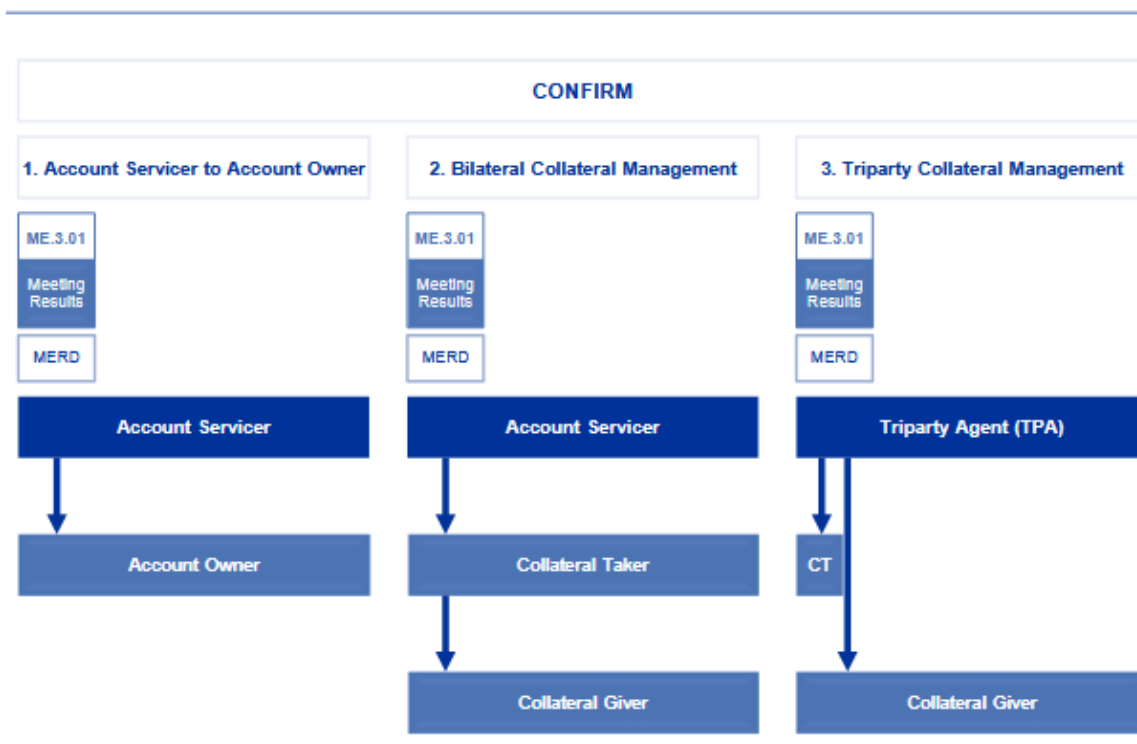 CONFIRM
1. Account Servicer to Account Owner
2. Bilateral Collateral Management
3. Triparty Collateral Management
ME.3.01
ME.3.01
ME.3.01
Meeting
Results
Meeting
Results
Meeting
Results
MERD
MERD
MERD
Account Servicer
Account Servicer
Triparty Agent (TPA)
Account Owner
Collateral Taker
CT
Collateral Giver
Collateral Giver